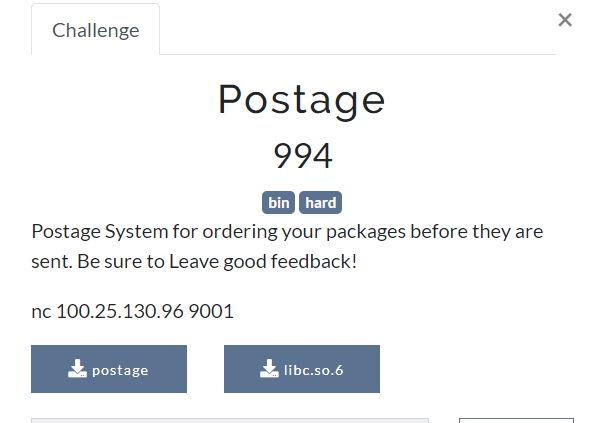 Challenge
×
Postage
994
bin hard
Postage System for ordering your packages before they are
sent. Be sure to Leave good feedback!
nc 100.25.130.96 9001
postage
libc.so.6